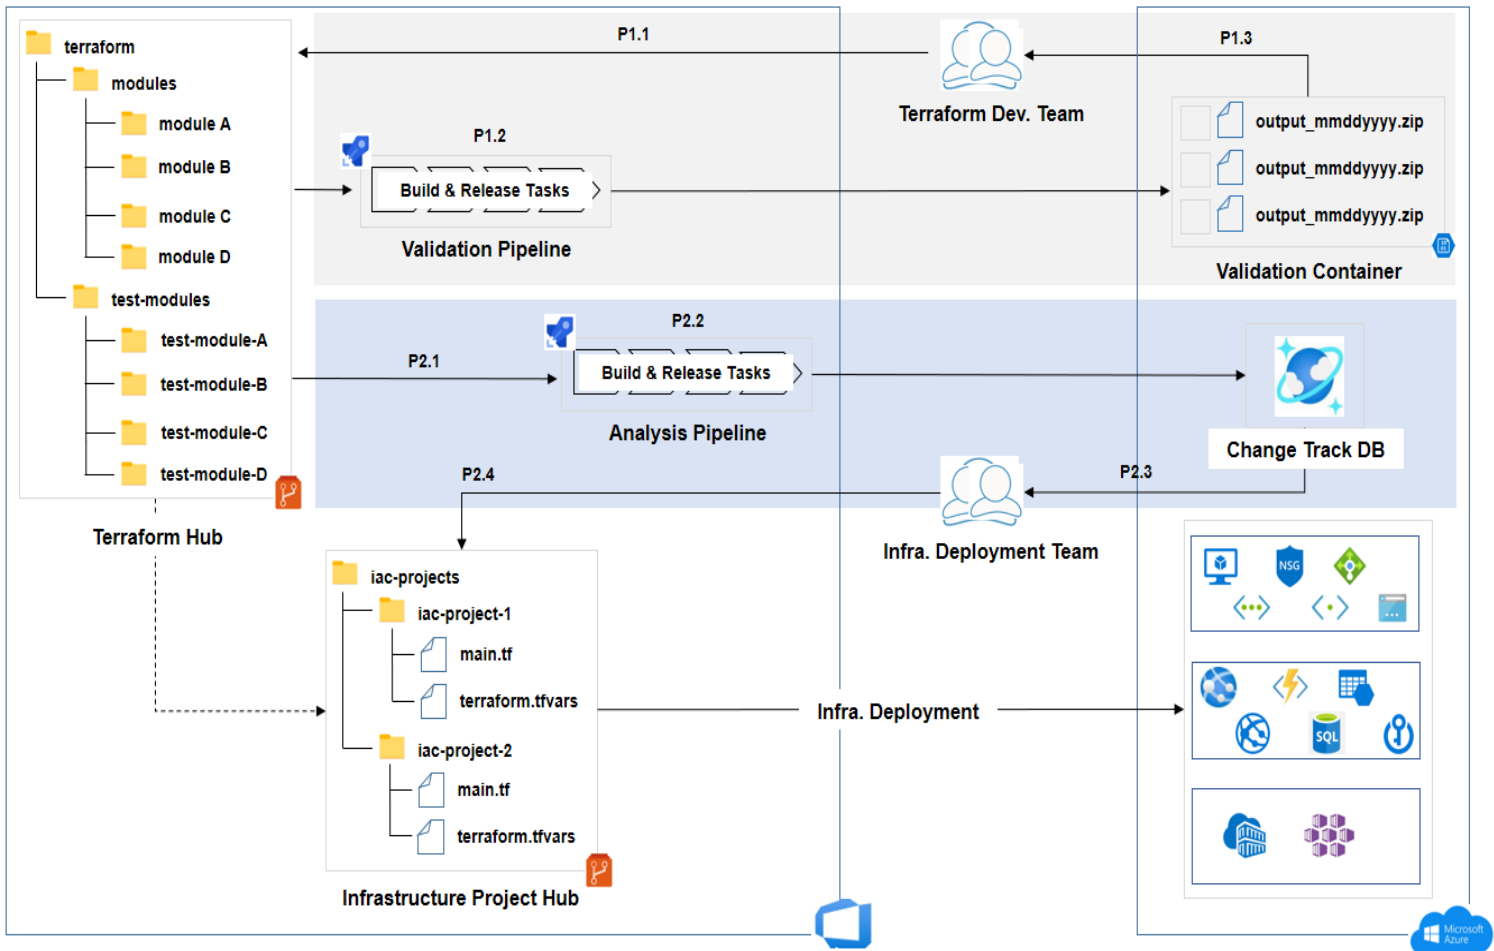 terraform
modules
module A
module B
module C
module D
test-modules
test-module-A
test-module-B
test-module-C
test-module-D
Terraform Hub
P1.1
Terraform Dev. Team
P1.3
output_mmddyyyy.zip
output_mmddyyyy.zip
output_mmddyyyy.zip
Validation Container
P1.2
Build & Release Tasks
Validation Pipeline
P2.1
P2.2
Build & Release Tasks
Analysis Pipeline
Change Track DB
P2.3
Infra. Deployment Team
P2.4
iac-projects
iac-project-1
main.tf
terraform.tfvars
iac-project-2
main.tf
terraform.tfvars
Infrastructure Project Hub
Infra. Deployment
NSG
SQL
Microsoft
Azure